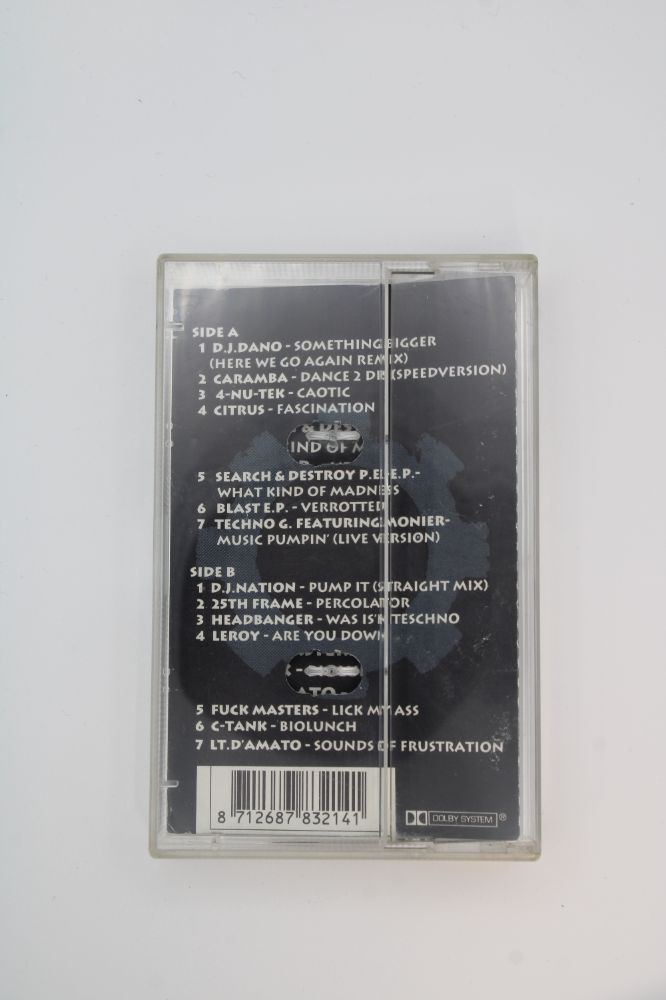 SIDE A
1 D.J.DANO - SOMETHING BIGGER
(HERE WE GO AGAIN REMIX)
2 CARAMBA - DANCE 2 DIS (SPEEDVERSION)
3 4-NU-TEK - CAOTIC
4 CITRUS - FASCINATION
IND OF M
5 SEARCH & DESTROY P.E.E.P.-
WHAT KIND OF MADNESS
6 BLAST E.P. - VERROTTED
7 TECHNO G. FEATURING MONIER-
MUSIC PUMPIN' (LIVE VERSION)
SIDE B
1 D.J.NATION - PUMP IT (STRAIGHT MIX)
2 25TH FRAME - PERCOLATOR
3 HEADBANGER - WAS TESCHNO
4 LEROY - ARE YOU DOWN
5 FUCK MASTERS - LICK MY ASS
6 C-TANK - BIOLUNCH
7 LT.D'AMATO - SOUNDS OF FRUSTRATION
8 712687 832141
DOLBY SYSTEM ®